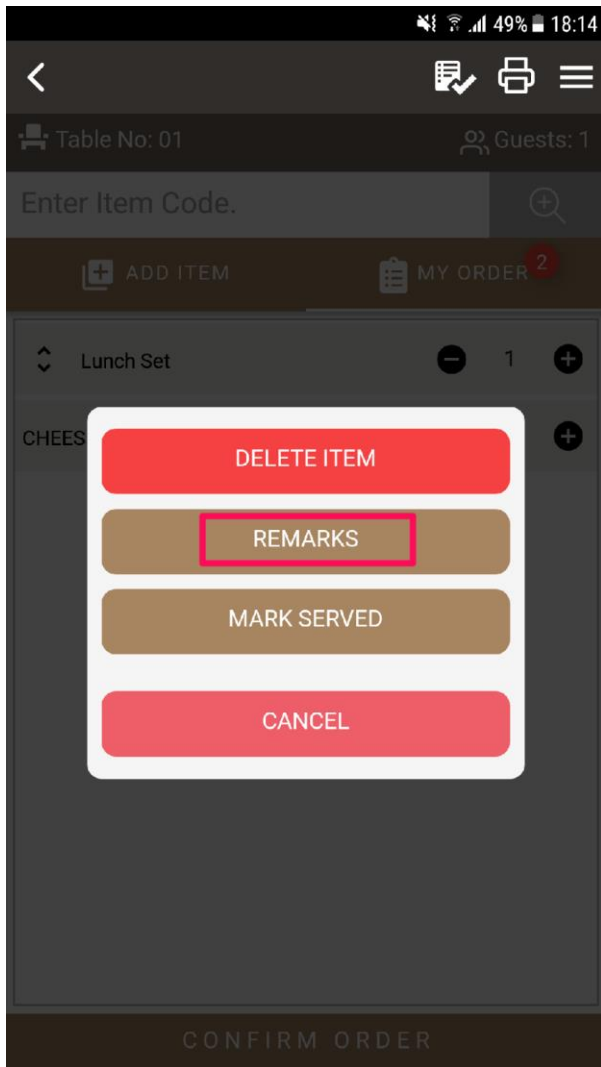 49% 18:14
Table No: 01 Guests: 1
Enter Item Code.
ADD ITEM MY ORDER 2
Lunch Set 1
CHEES
DELETE ITEM
REMARKS
MARK SERVED
CANCEL
CONFIRM ORDER